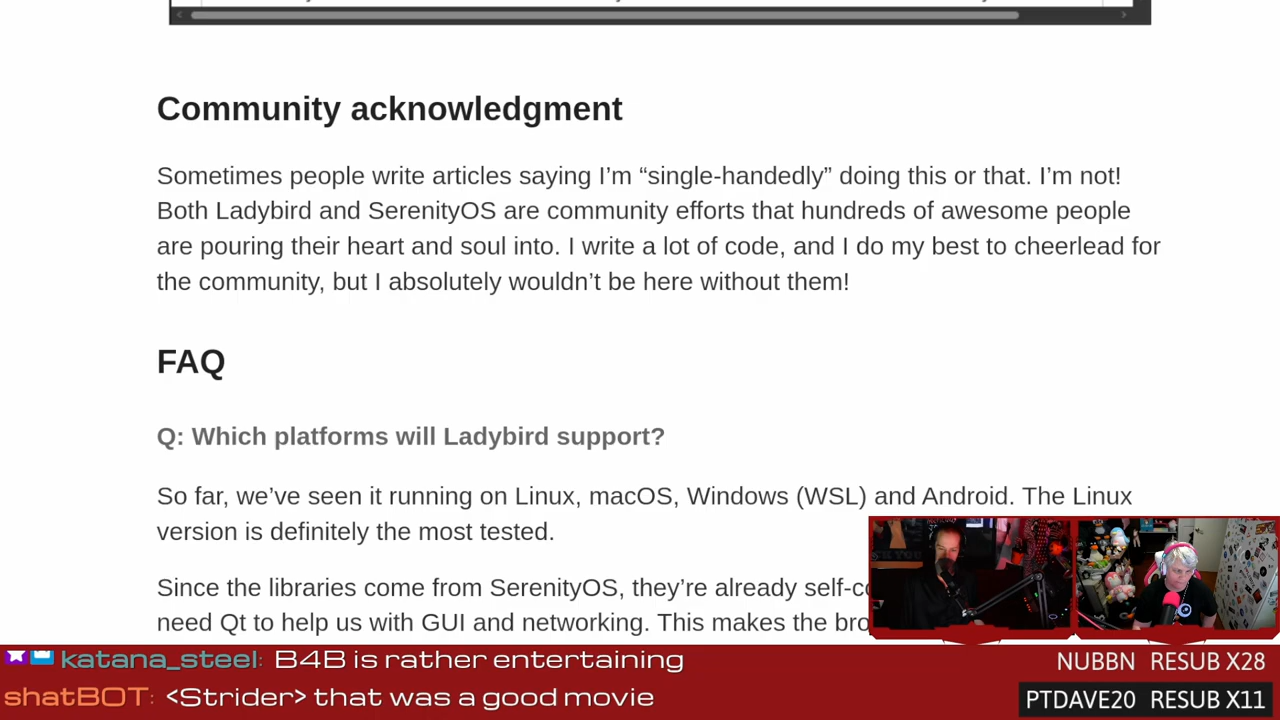 Community acknowledgment
Sometimes people write articles saying I’m “single-handedly” doing this or that. I’m not!
Both Ladybird and SerenityOS are community efforts that hundreds of awesome people
are pouring their heart and soul into. I write a lot of code, and I do my best to cheerlead for
the community, but I absolutely wouldn’t be here without them!
FAQ
Q: Which platforms will Ladybird support?
So far, we’ve seen it running on Linux, macOS, Windows (WSL) and Android. The Linux
version is definitely the most tested.
Since the libraries come from SerenityOS, they’re already
need Qt to help us with GUI and networking. This makes the
katana_steel: B4B is rather entertaining
NUBBN RESUB X28
shatBOT: <Strider> that was a good movie
PTDAVE20 RESUB X11